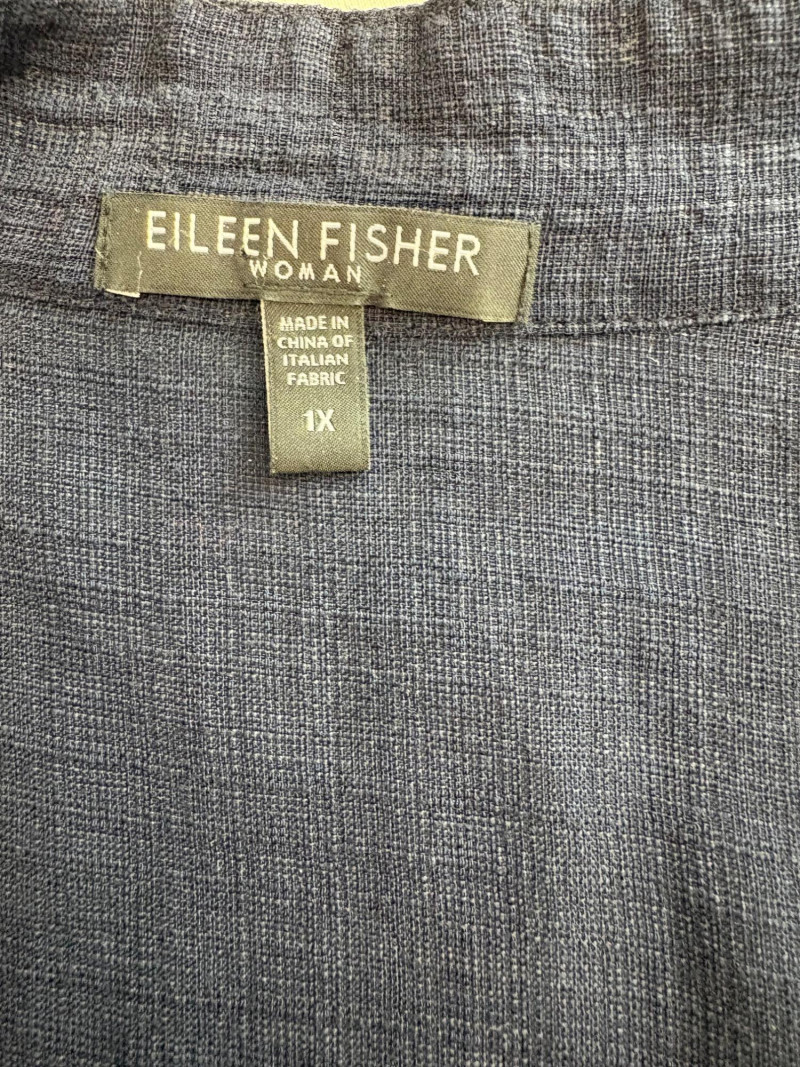 EILEEN FISHER
WOMAN
MADE IN
CHINA OF
ITALIAN
FABRIC
1X